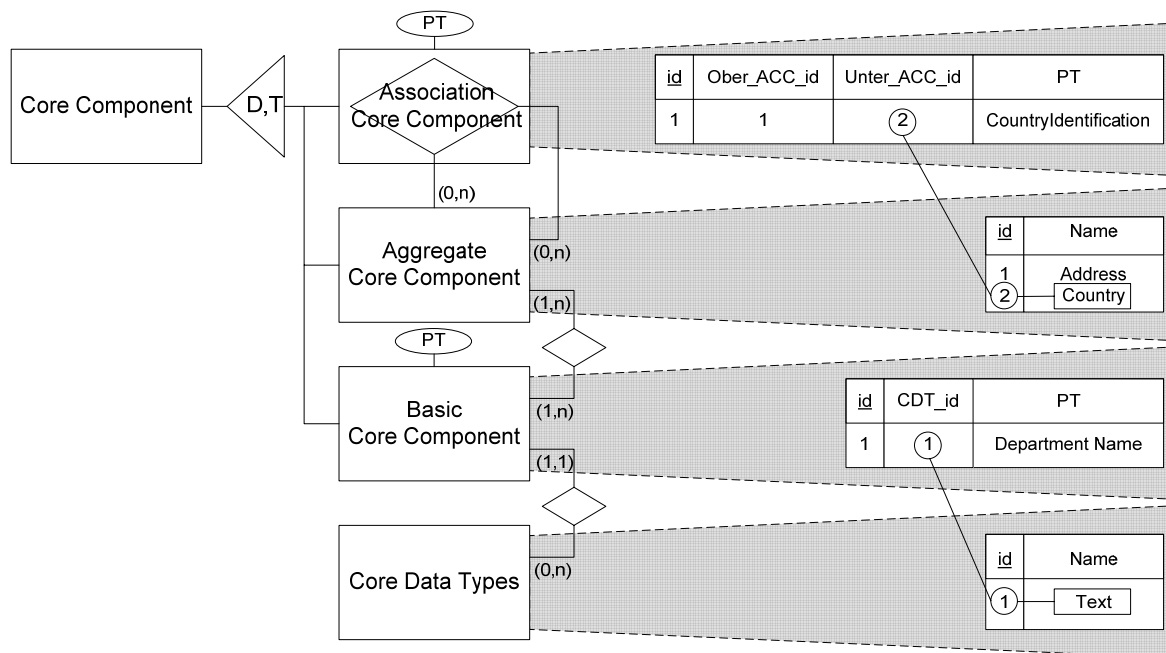 PT
Core Component
D,T
Association
Core Component
(0,n)
Aggregate
Core Component
(0,n)
(1,n)
PT
Basic
Core Component
(1,n)
(1,1)
Core Data Types
(0,n)
id Ober_ACC_id Unter_ACC_id PT
1 1 2 CountryIdentification
id Name
1 Address
2 Country
id CDT_id PT
1 1 Department Name
id Name
1 Text